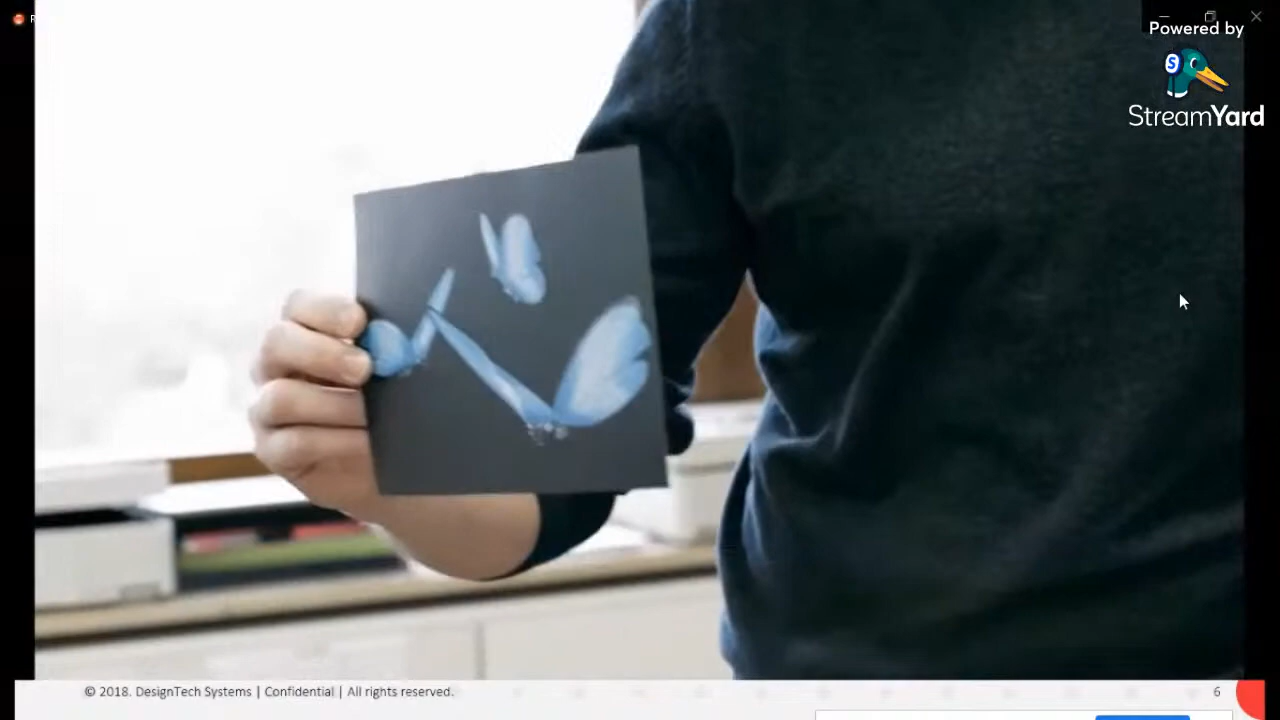 Powered by
S
StreamYard
© 2018. DesignTech Systems | Confidential | All rights reserved.
6